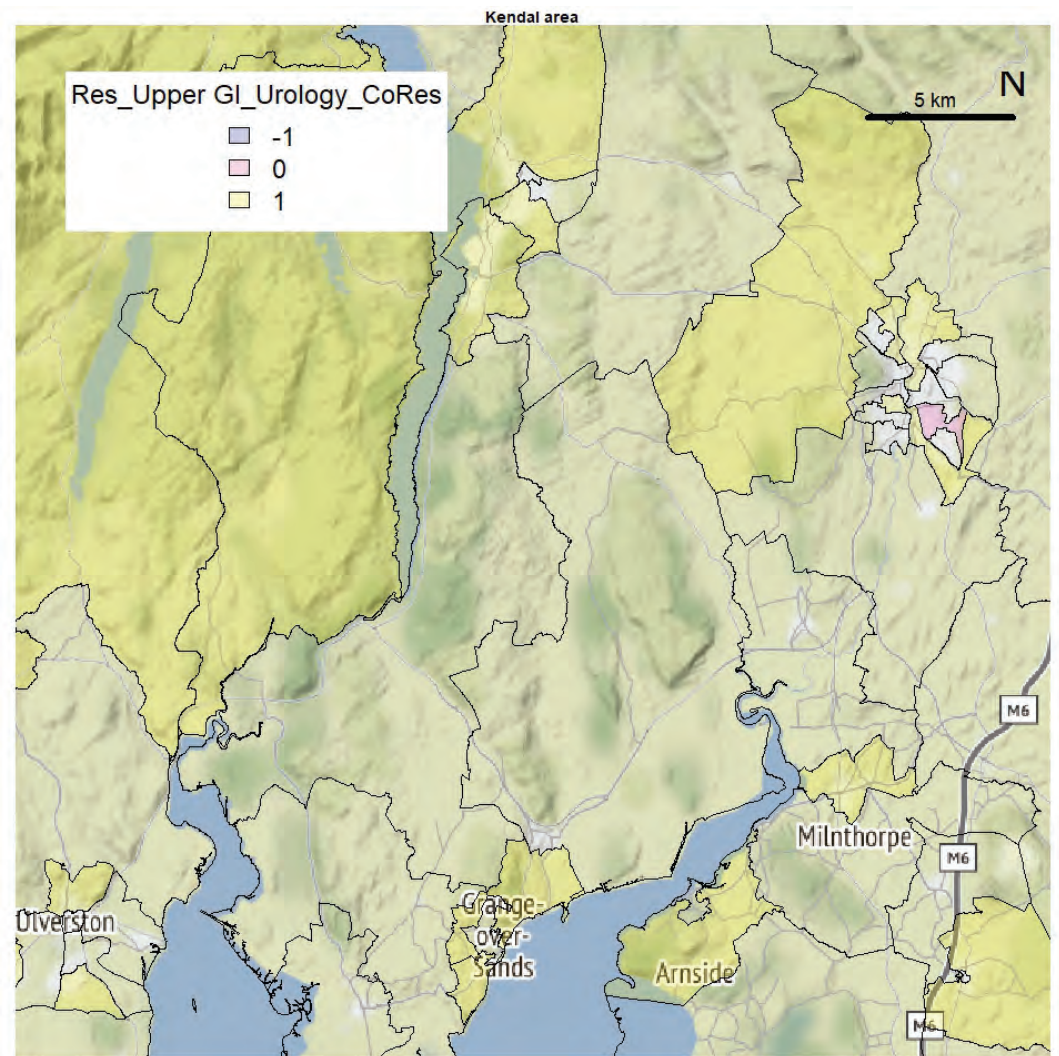 Kendal area
Res_Upper GI_Urology_CoRes
-1
0
1
N
5 km
M6
Milnthorpe
M6
Ulverston
Grange-
over-
Sands
Arnside
M6